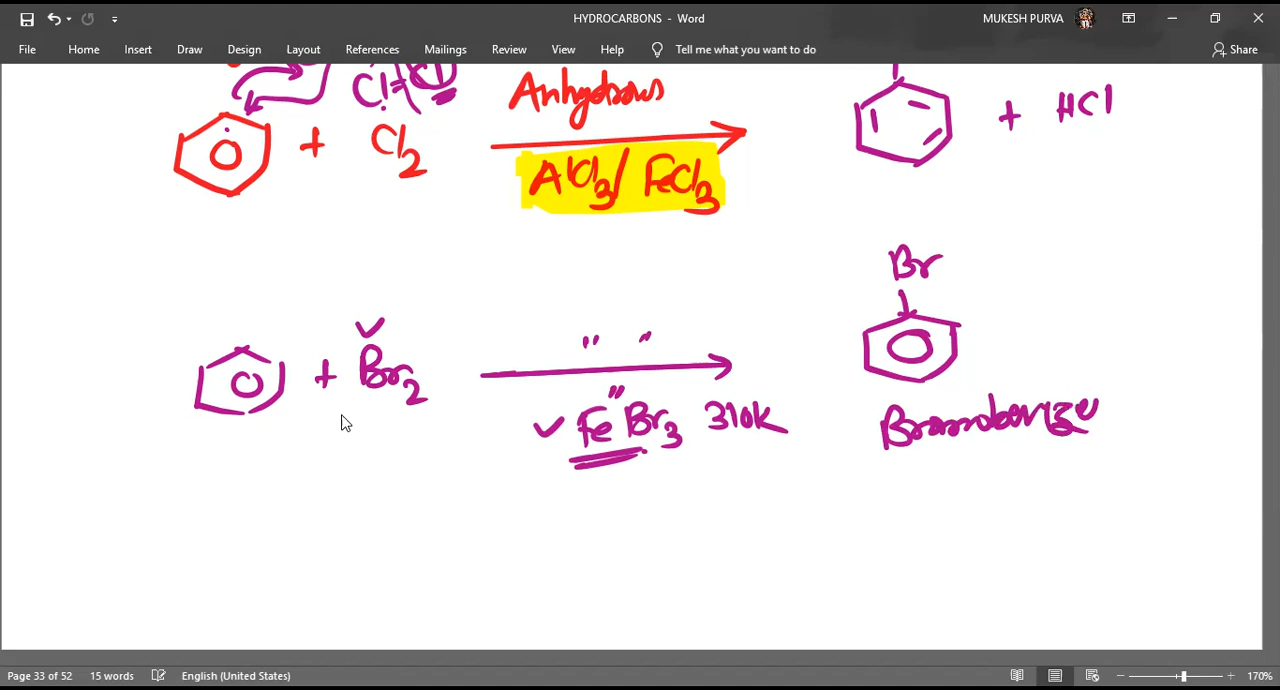 HYDROCARBONS - Word
MUKESH PURVA
File Home Insert Draw Design Layout References Mailings Review View Help Tell me what you want to do Share
Cl
Anhydrous
+ Cl2
AlCl3/ FeCl3
+ HCl
Br
+ Br2
" "
FeBr3 310K
Page 33 of 52 15 words English (United States) 170%